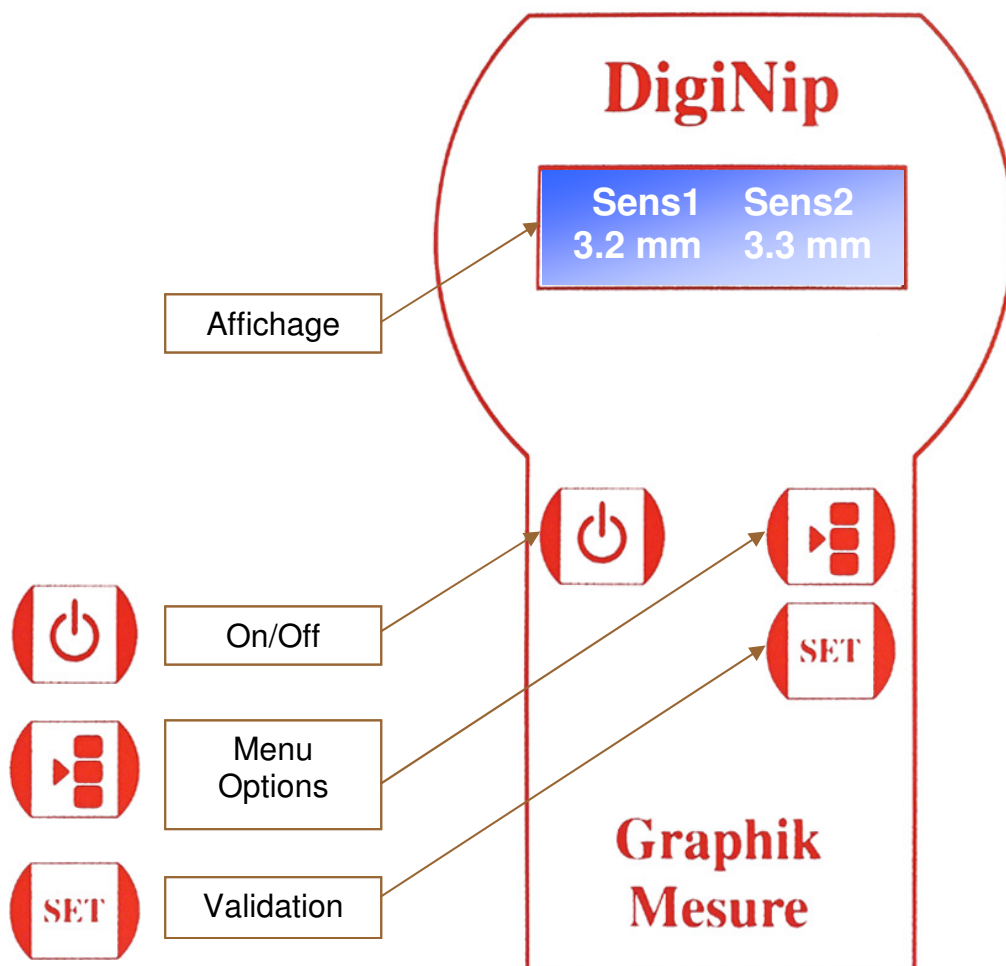 DigiNip
Sens1 Sens2
3.2 mm 3.3 mm
Affichage
On/Off
SET
Menu
Options
Graphik
Mesure
SET
Validation